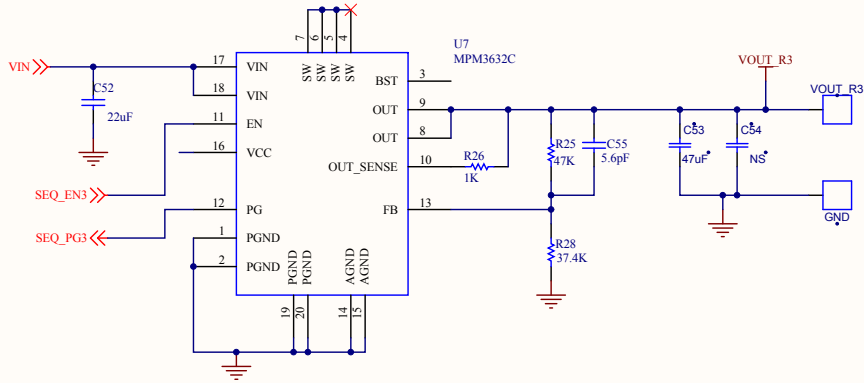 7
6
5
4
SW
SW
SW
SW
U7
MPM3632C
VIN
17
VIN
18
VIN
11
EN
16
VCC
12
PG
1
PGND
2
PGND
BST
3
OUT
9
OUT
8
OUT_SENSE
10
FB
13
PGND
PGND
AGND
AGND
19
20
14
15
C52
22uF
SEQ_EN3
SEQ_PG3
R26
1K
R25
47K
C55
5.6pF
R28
37.4K
C53
47uF
C54
NS
VOUT_R3
VOUT_R3
GND